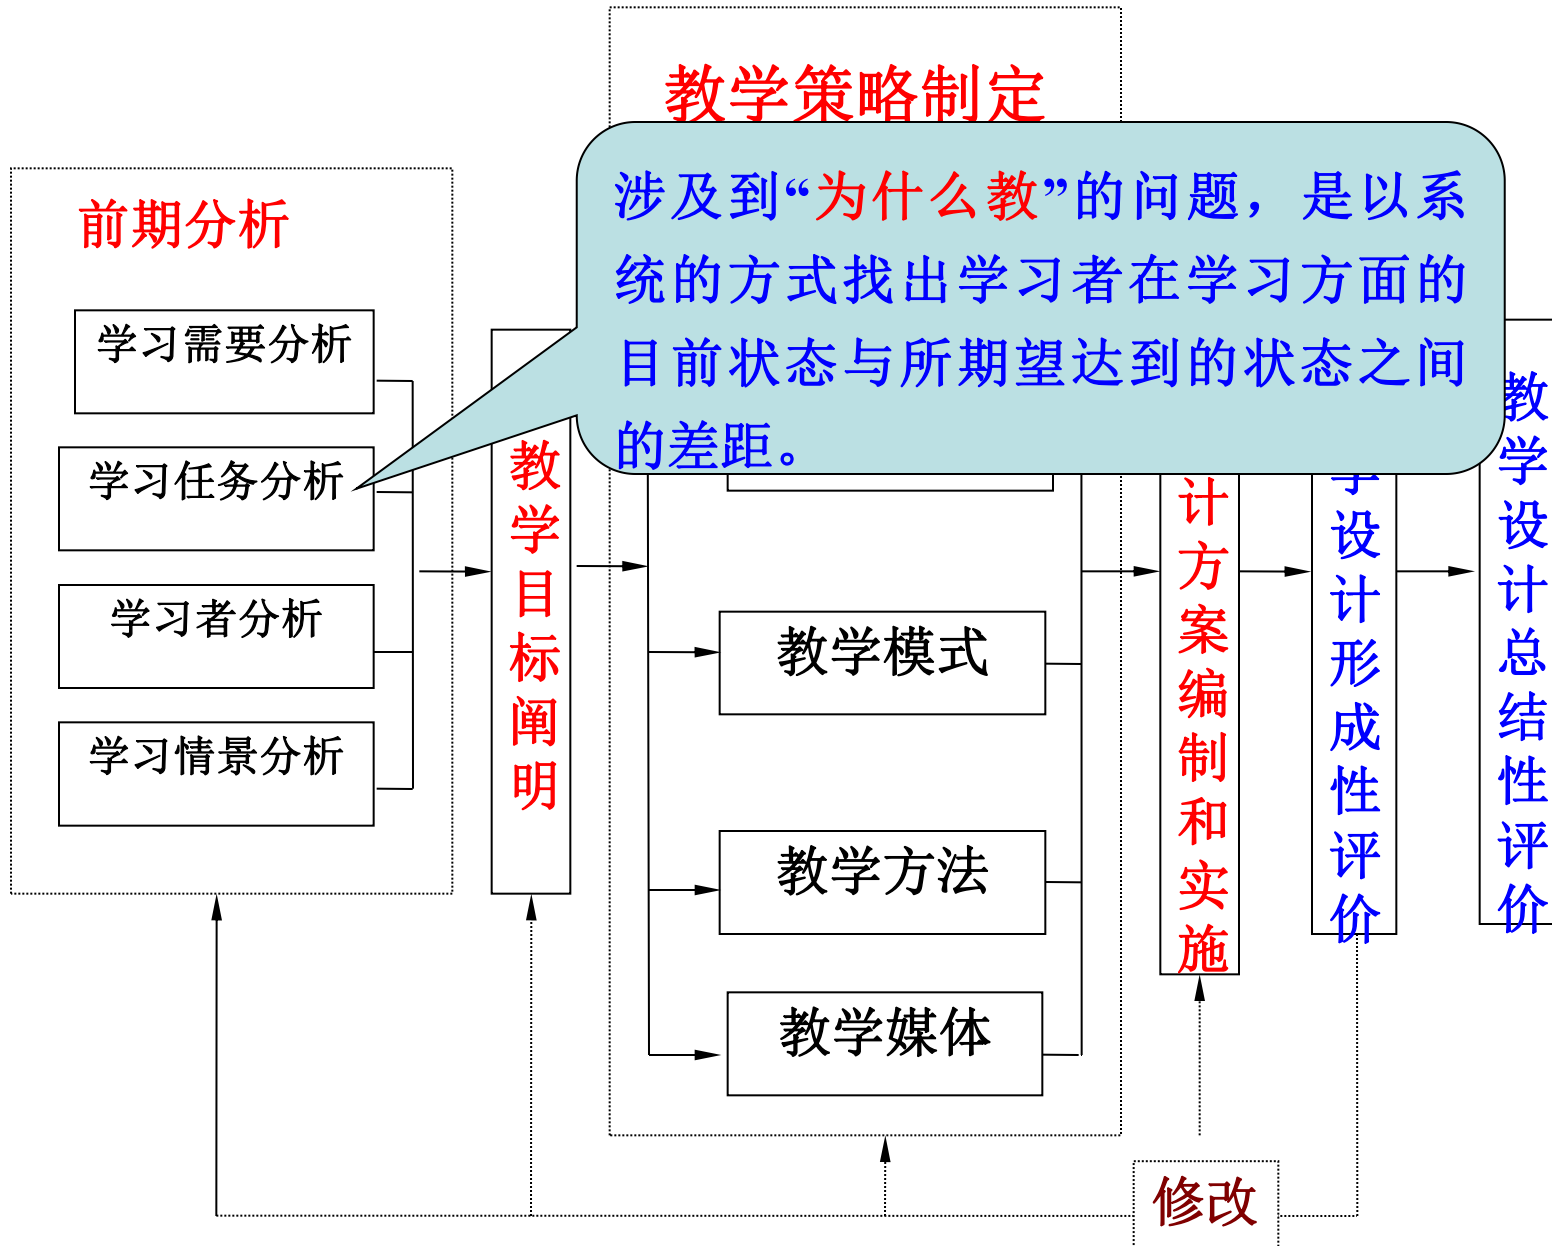 教学策略制定
涉及到“为什么教”的问题，是以系
统的方式找出学习者在学习方面的
目前状态与所期望达到的状态之间
的差距。
前期分析
学习需要分析
学习任务分析
学习者分析
学习情景分析
教学目标阐明
教学模式
教学方法
教学媒体
计方案编制和实施
学设计形成性评价
教学设计总结性评价
修改